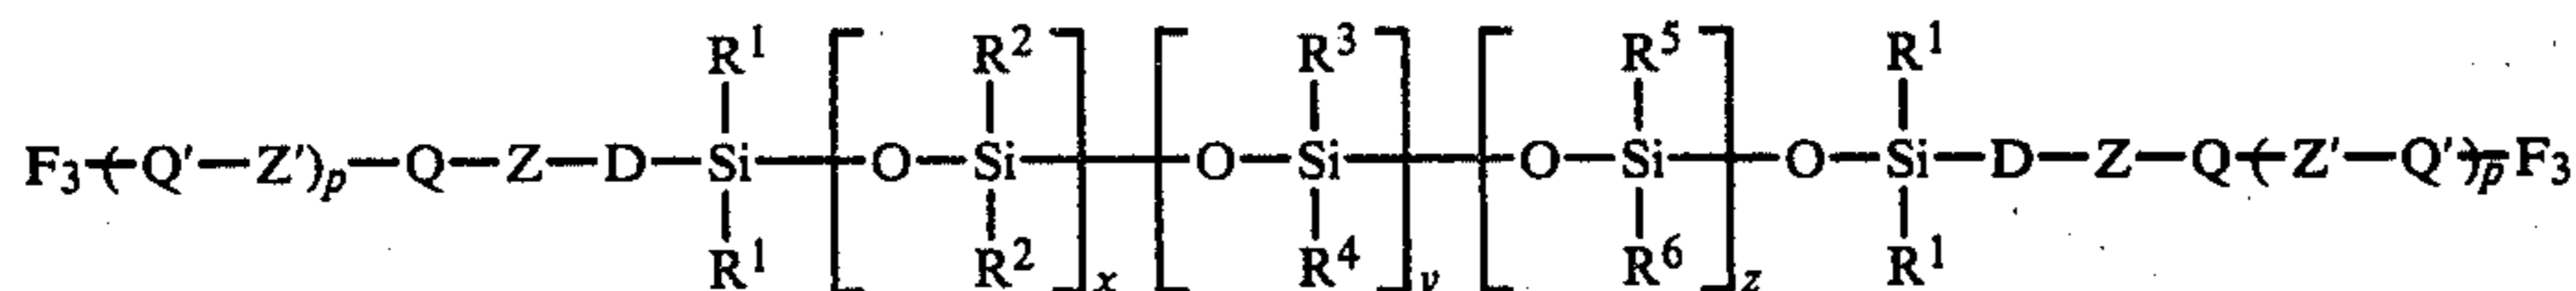 R¹ R² R³ R⁵ R¹
F₃-(Q'—Z')ₚ—Q—Z—D—Si—[O—Si—]ₓ[O—Si—]ᵧ[O—Si—]z O—Si—D—Z—Q-(Z'—Q')ₚ-F₃
R¹ R² R⁴ R⁶ R¹